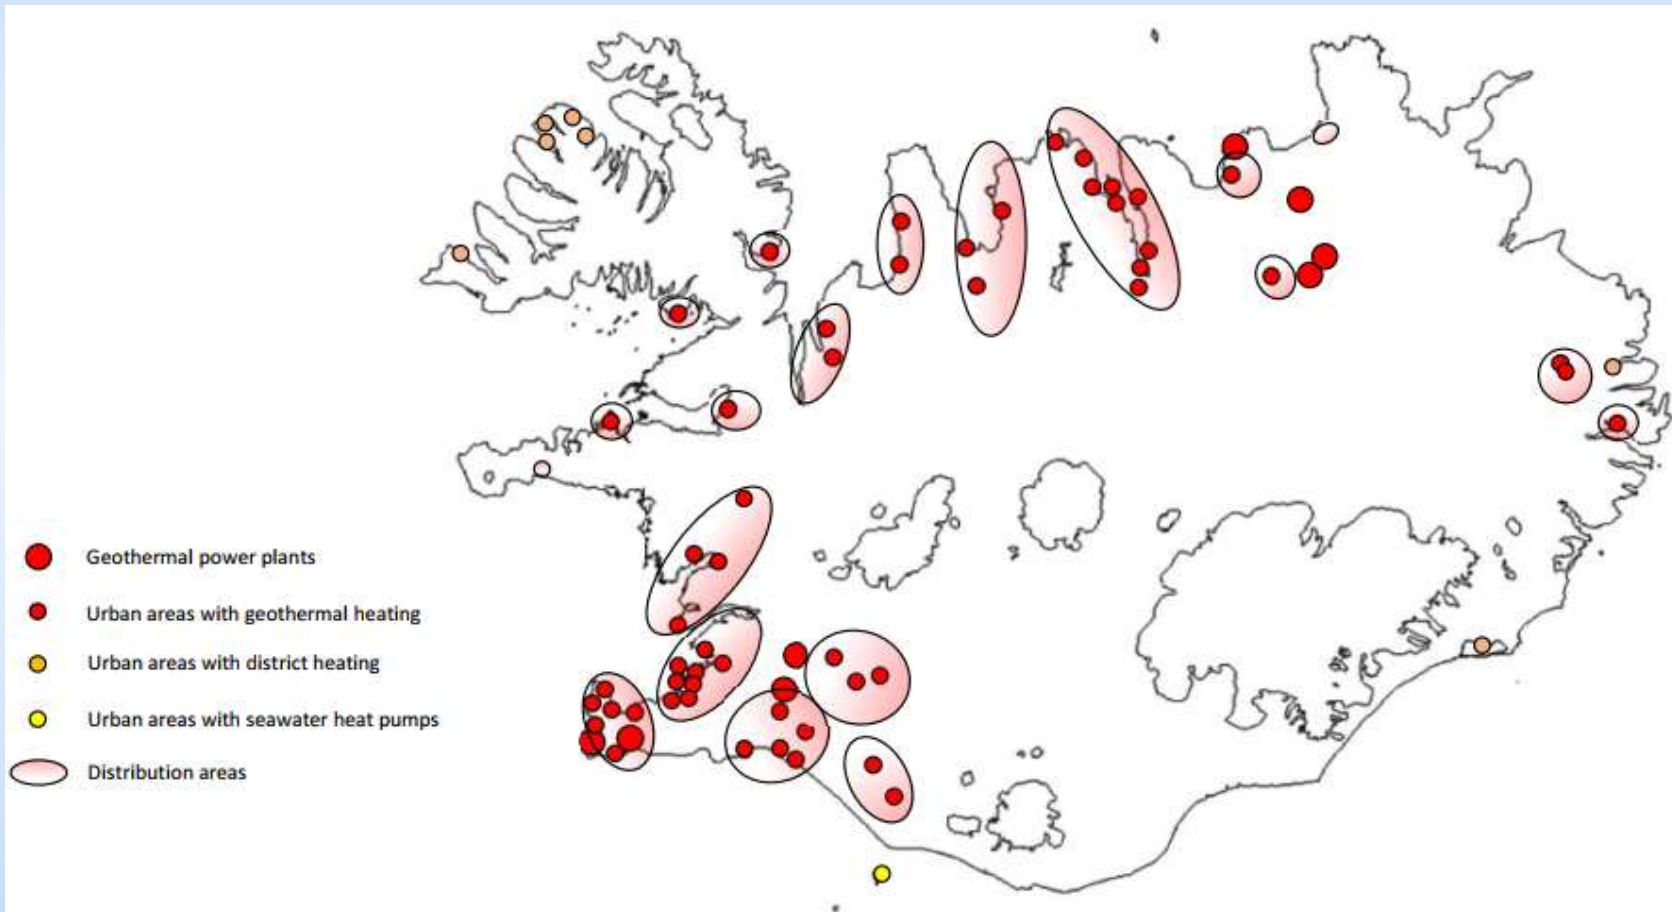 Geothermal power plants
Urban areas with geothermal heating
Urban areas with district heating
Urban areas with seawater heat pumps
Distribution areas